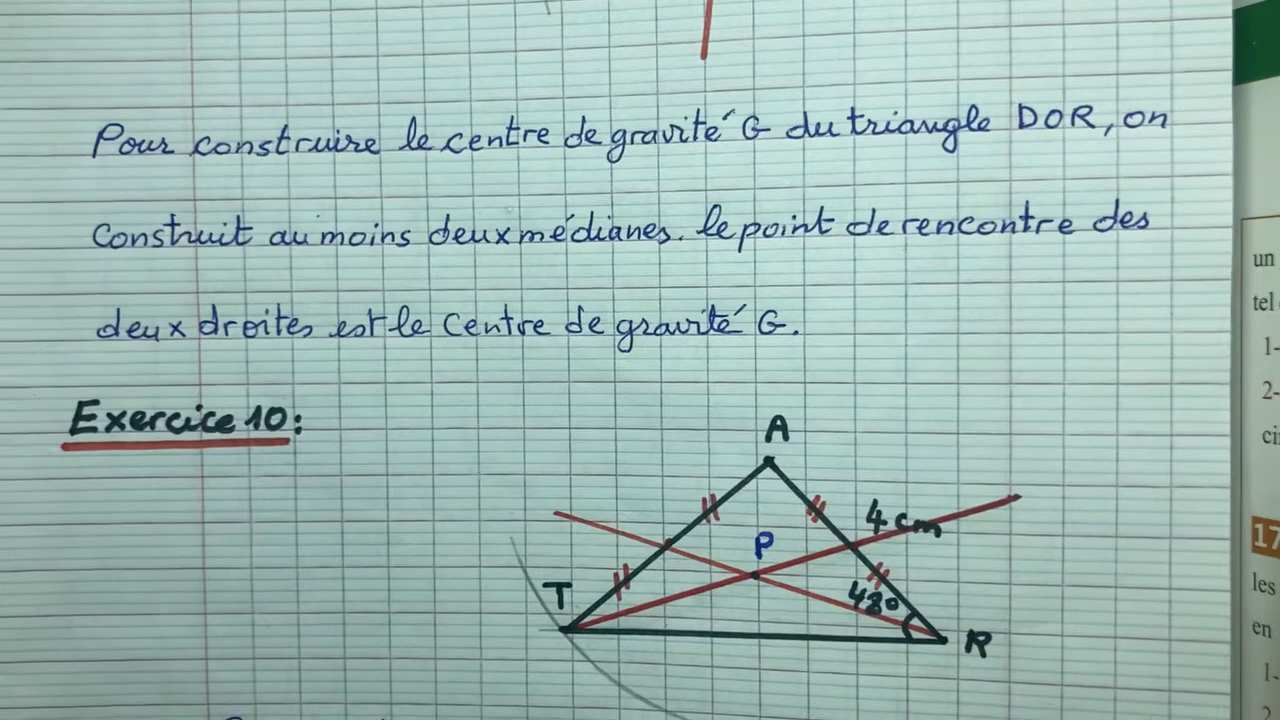 Pour construire le centre de gravité G du triangle DOR, on
construit au moins deux médianes. le point de rencontre des
deux droites est le centre de gravité G.
Exercice 10:
A
4 cm
P
T
48°
R
un
tel
1-
2-
ci
17
les
en
1-
2